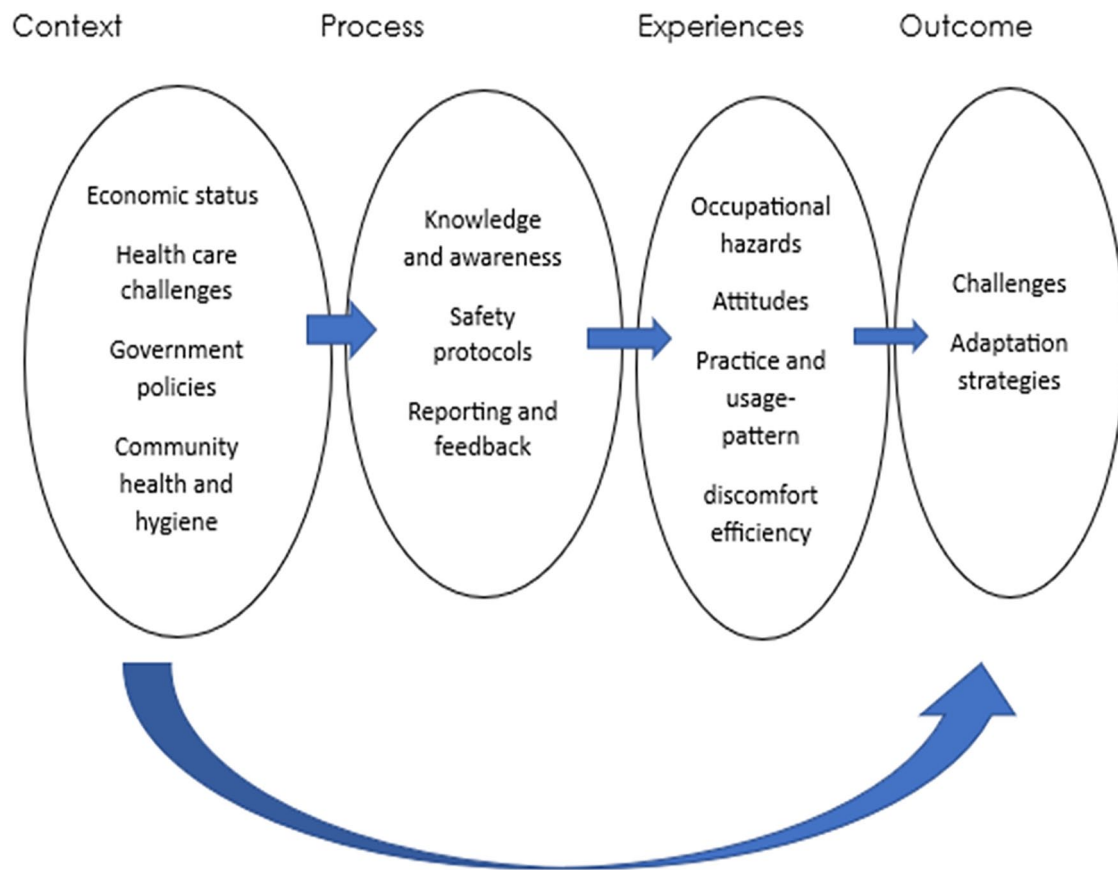 Context
Process
Experiences
Outcome
Economic status
Health care
challenges
Government
policies
Community
health and
hygiene
Knowledge
and awareness
Safety
protocols
Reporting and
feedback
Occupational
hazards
Attitudes
Practice and
usage-
pattern
discomfort
efficiency
Challenges
Adaptation
strategies